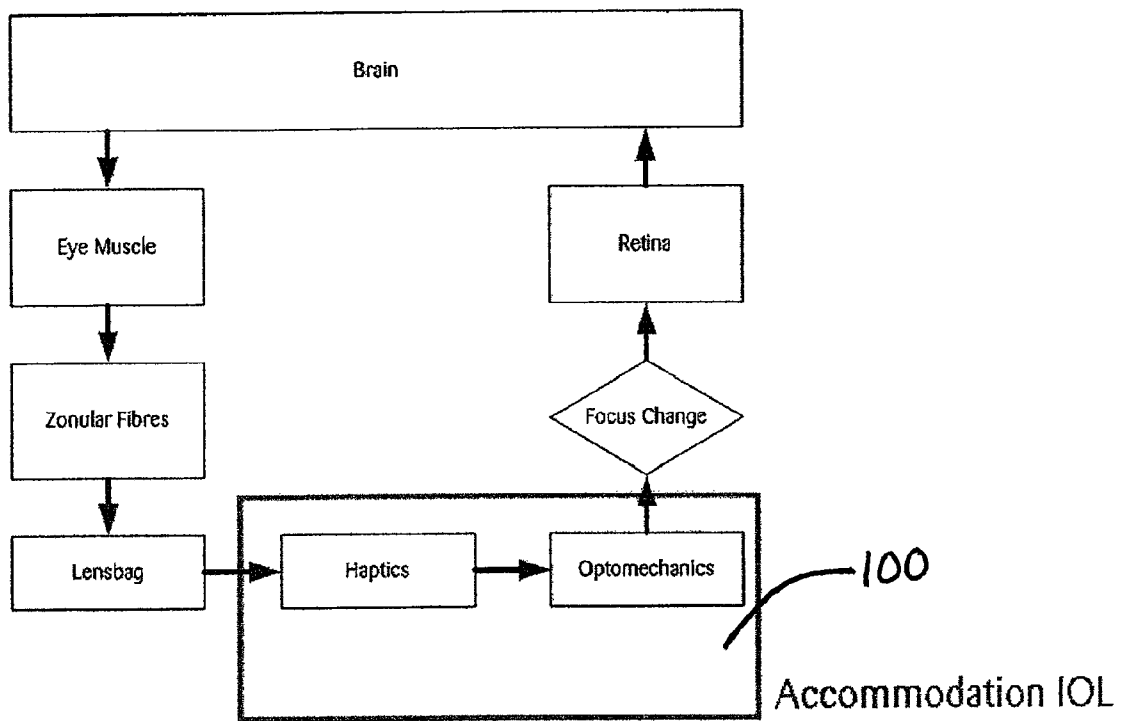 Brain
Eye Muscle
Retina
Zonular Fibres
Focus Change
Lensbag
Haptics
Optomechanics
100
Accommodation IOL